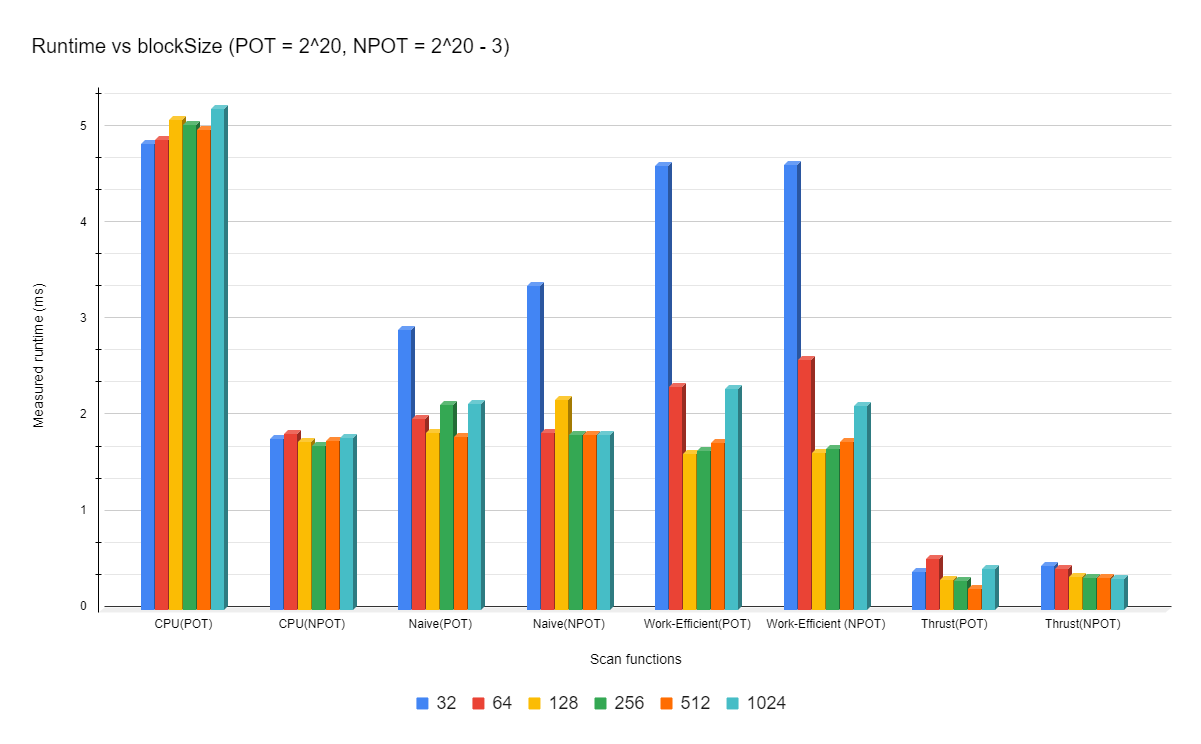 Runtime vs blockSize (POT = 2^20, NPOT = 2^20 - 3)
Measured runtime (ms)
5
4
3
2
1
0
CPU(POT) CPU(NPOT) Naive(POT) Naive(NPOT) Work-Efficient(POT) Work-Efficient (NPOT) Thrust(POT) Thrust(NPOT)
Scan functions
32 64 128 256 512 1024